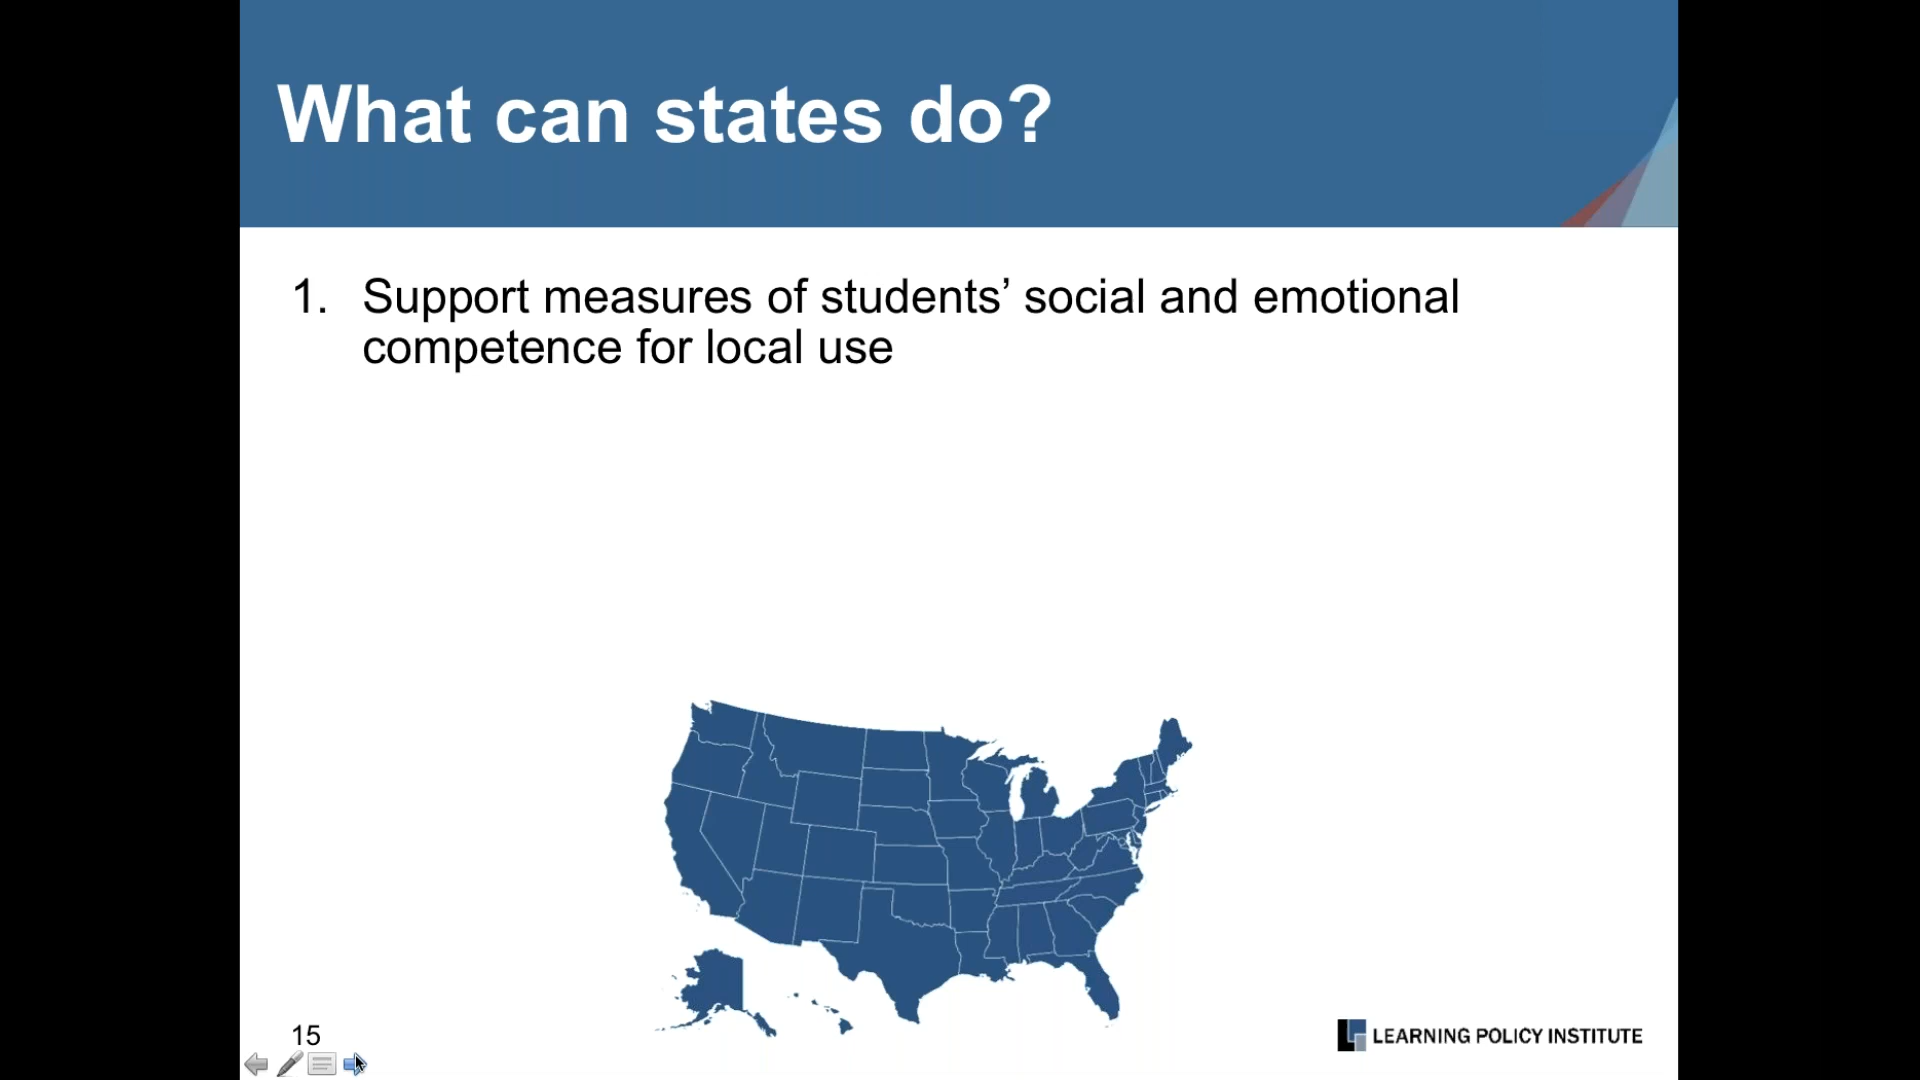 What can states do?
1. Support measures of students’ social and emotional
competence for local use
15
LEARNING POLICY INSTITUTE